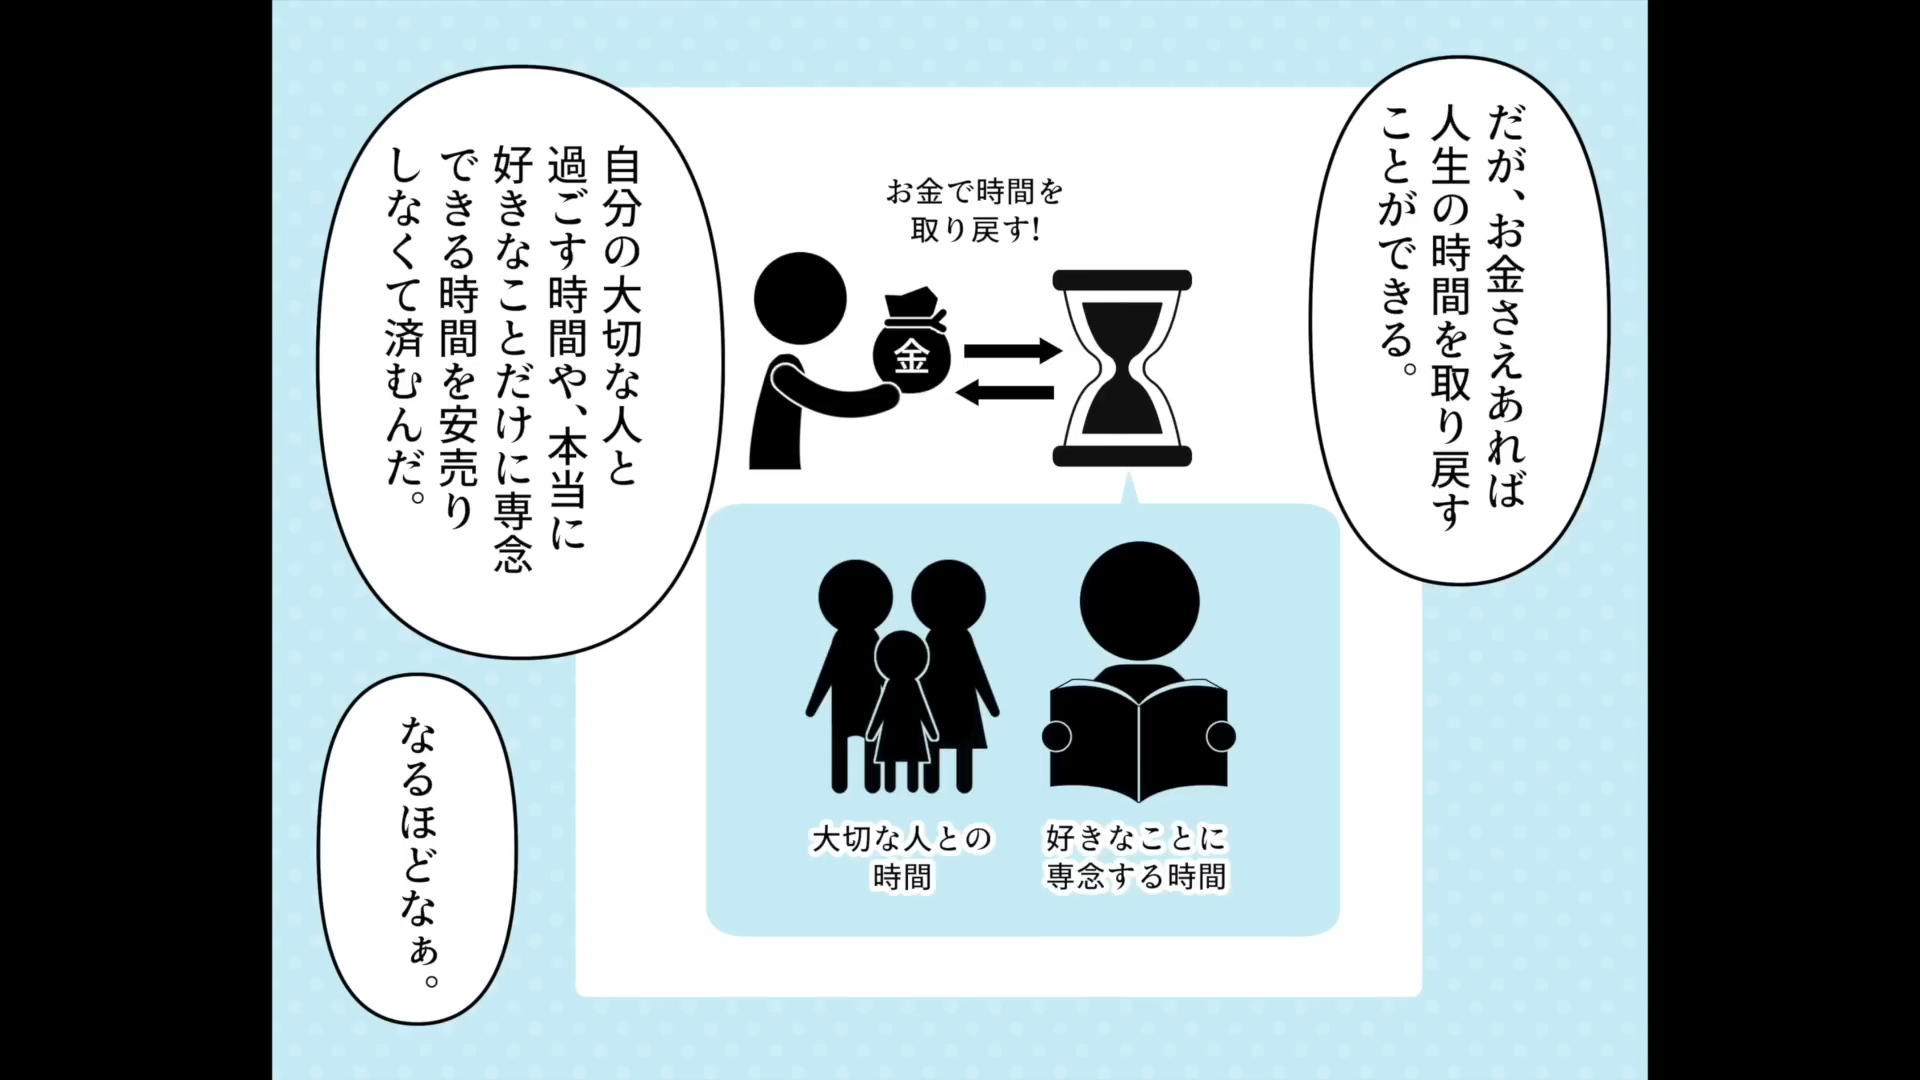 だが、お金さえあれば
人生の時間を取り戻す
ことができる。
お金で時間を
取り戻す!
金
大切な人との
時間
好きなことに
専念する時間
自分の大切な人と
過ごす時間や、本当に
好きなことだけに専念
できる時間を安売り
しなくて済むんだ。
なるほどなぁ。